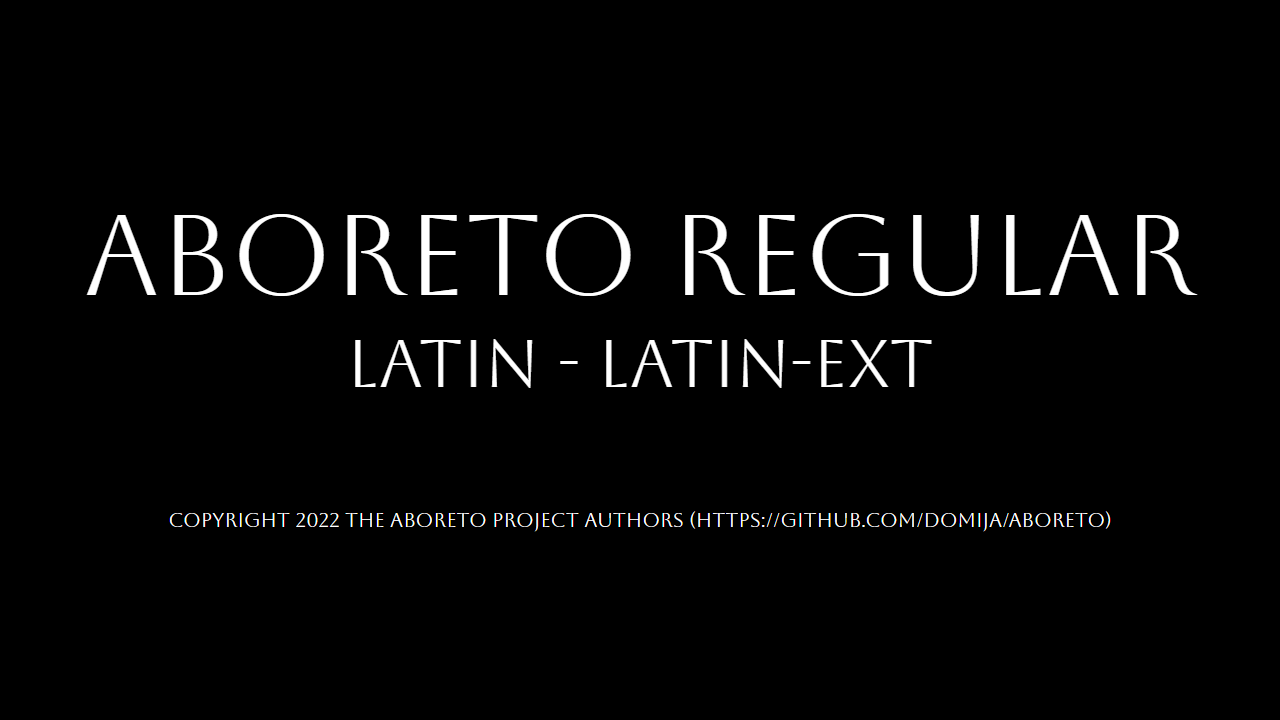 ABORETO REGULAR
LATIN - LATIN-EXT
COPYRIGHT 2022 THE ABORETO PROJECT AUTHORS (HTTPS://GITHUB.COM/DOMIJA/ABORETO)